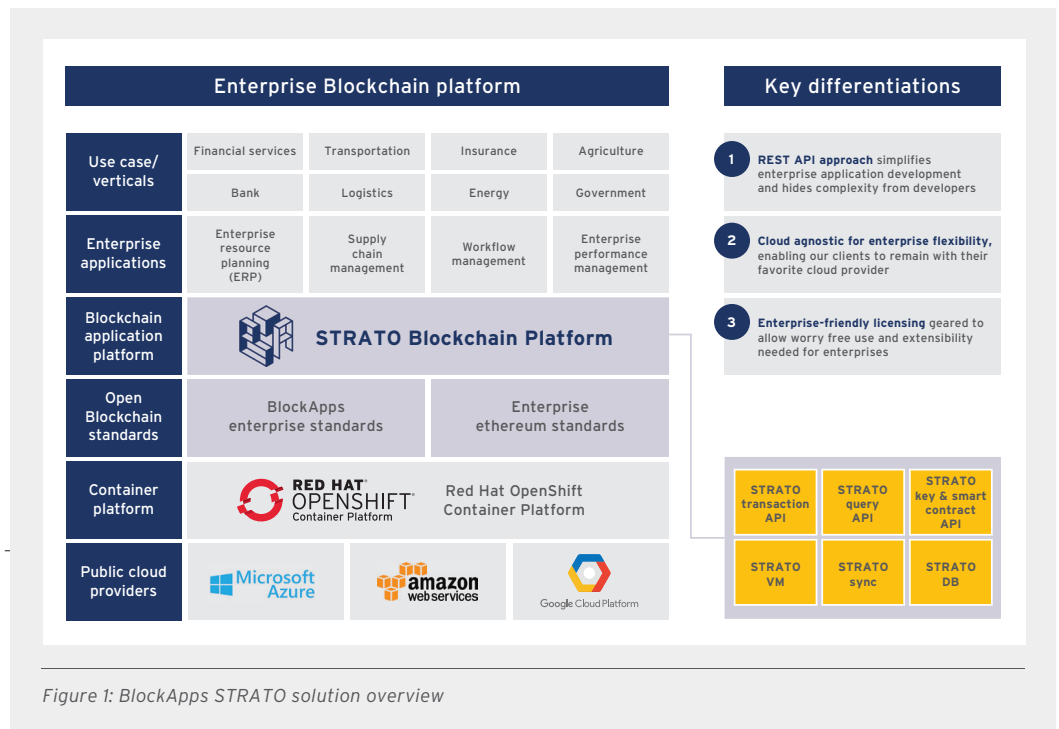 Enterprise Blockchain platform
Use case/
verticals
Financial services
Transportation
Insurance
Agriculture
Bank
Logistics
Energy
Government
Enterprise
applications
Enterprise
resource
planning
(ERP)
Supply
chain
management
Workflow
management
Enterprise
performance
management
Blockchain
application
platform
STRATO Blockchain Platform
Open
Blockchain
standards
BlockApps
enterprise standards
Enterprise
ethereum standards
Container
platform
RED HAT®
OPENSHIFT®
Container Platform
Red Hat OpenShift
Container Platform
Public cloud
providers
Microsoft
Azure
amazon
web services
Google Cloud Platform
Key differentiations
1
REST API approach simplifies
enterprise application development
and hides complexity from developers
2
Cloud agnostic for enterprise flexibility,
enabling our clients to remain with their
favorite cloud provider
3
Enterprise-friendly licensing geared to
allow worry free use and extensibility
needed for enterprises
STRATO
transaction
API
STRATO
query
API
STRATO
key & smart
contract
API
STRATO
VM
STRATO
sync
STRATO
DB
Figure 1: BlockApps STRATO solution overview